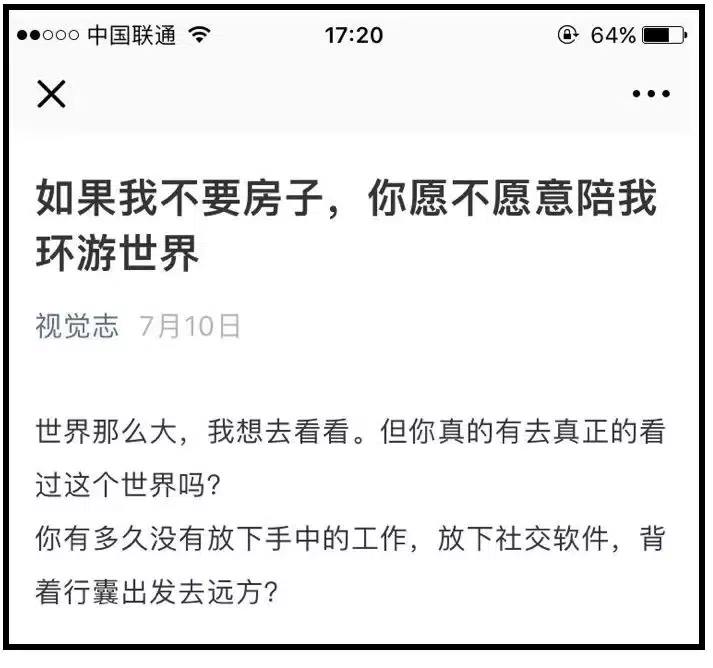 ●●○○○ 中国联通 17:20 64%
如果我不要房子，你愿不愿意陪我
环游世界
视觉志 7月10日
世界那么大，我想去看看。但你真的有去真正的看
过这个世界吗？
你有多久没有放下手中的工作，放下社交软件，背
着行囊出发去远方？